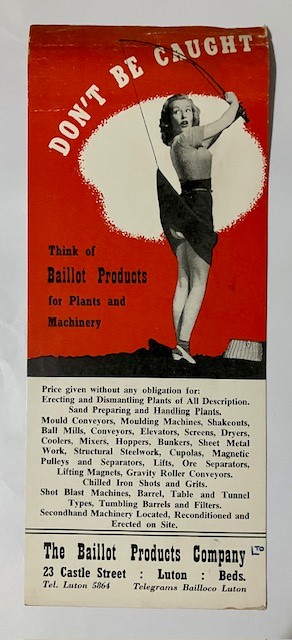 DON'T BE CAUGHT
Think of
Baillot Products
for Plants and
Machinery
Price given without any obligation for:
Erecting and Dismantling Plants of All Description.
Sand Preparing and Handling Plants.
Mould Conveyors, Moulding Machines, Shakeouts,
Ball Mills, Conveyors, Elevators, Screens, Dryers,
Coolers, Mixers, Hoppers, Bunkers, Sheet Metal
Work, Structural Steelwork, Cupolas, Magnetic
Pulleys and Separators, Lifts, Ore Separators,
Lifting Magnets, Gravity Roller Conveyors.
Chilled Iron Shots and Grits.
Shot Blast Machines, Barrel, Table and Tunnel
Types, Tumbling Barrels and Filters.
Secondhand Machinery Located, Reconditioned and
Erected on Site.
The Baillot Products Company LTD
23 Castle Street : Luton : Beds.
Tel. Luton 5864 Telegrams Bailloco Luton